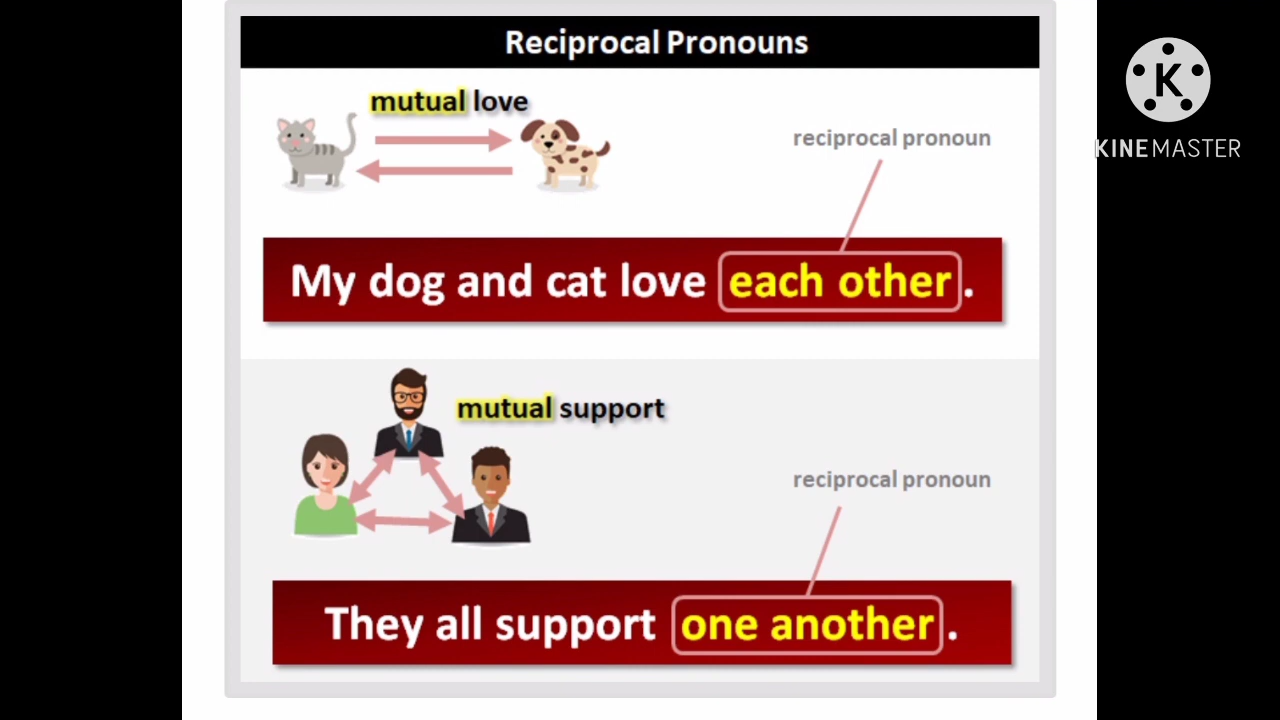 Reciprocal Pronouns
mutual love
reciprocal pronoun
My dog and cat love each other.
mutual support
reciprocal pronoun
They all support one another.
K
KINEMASTER